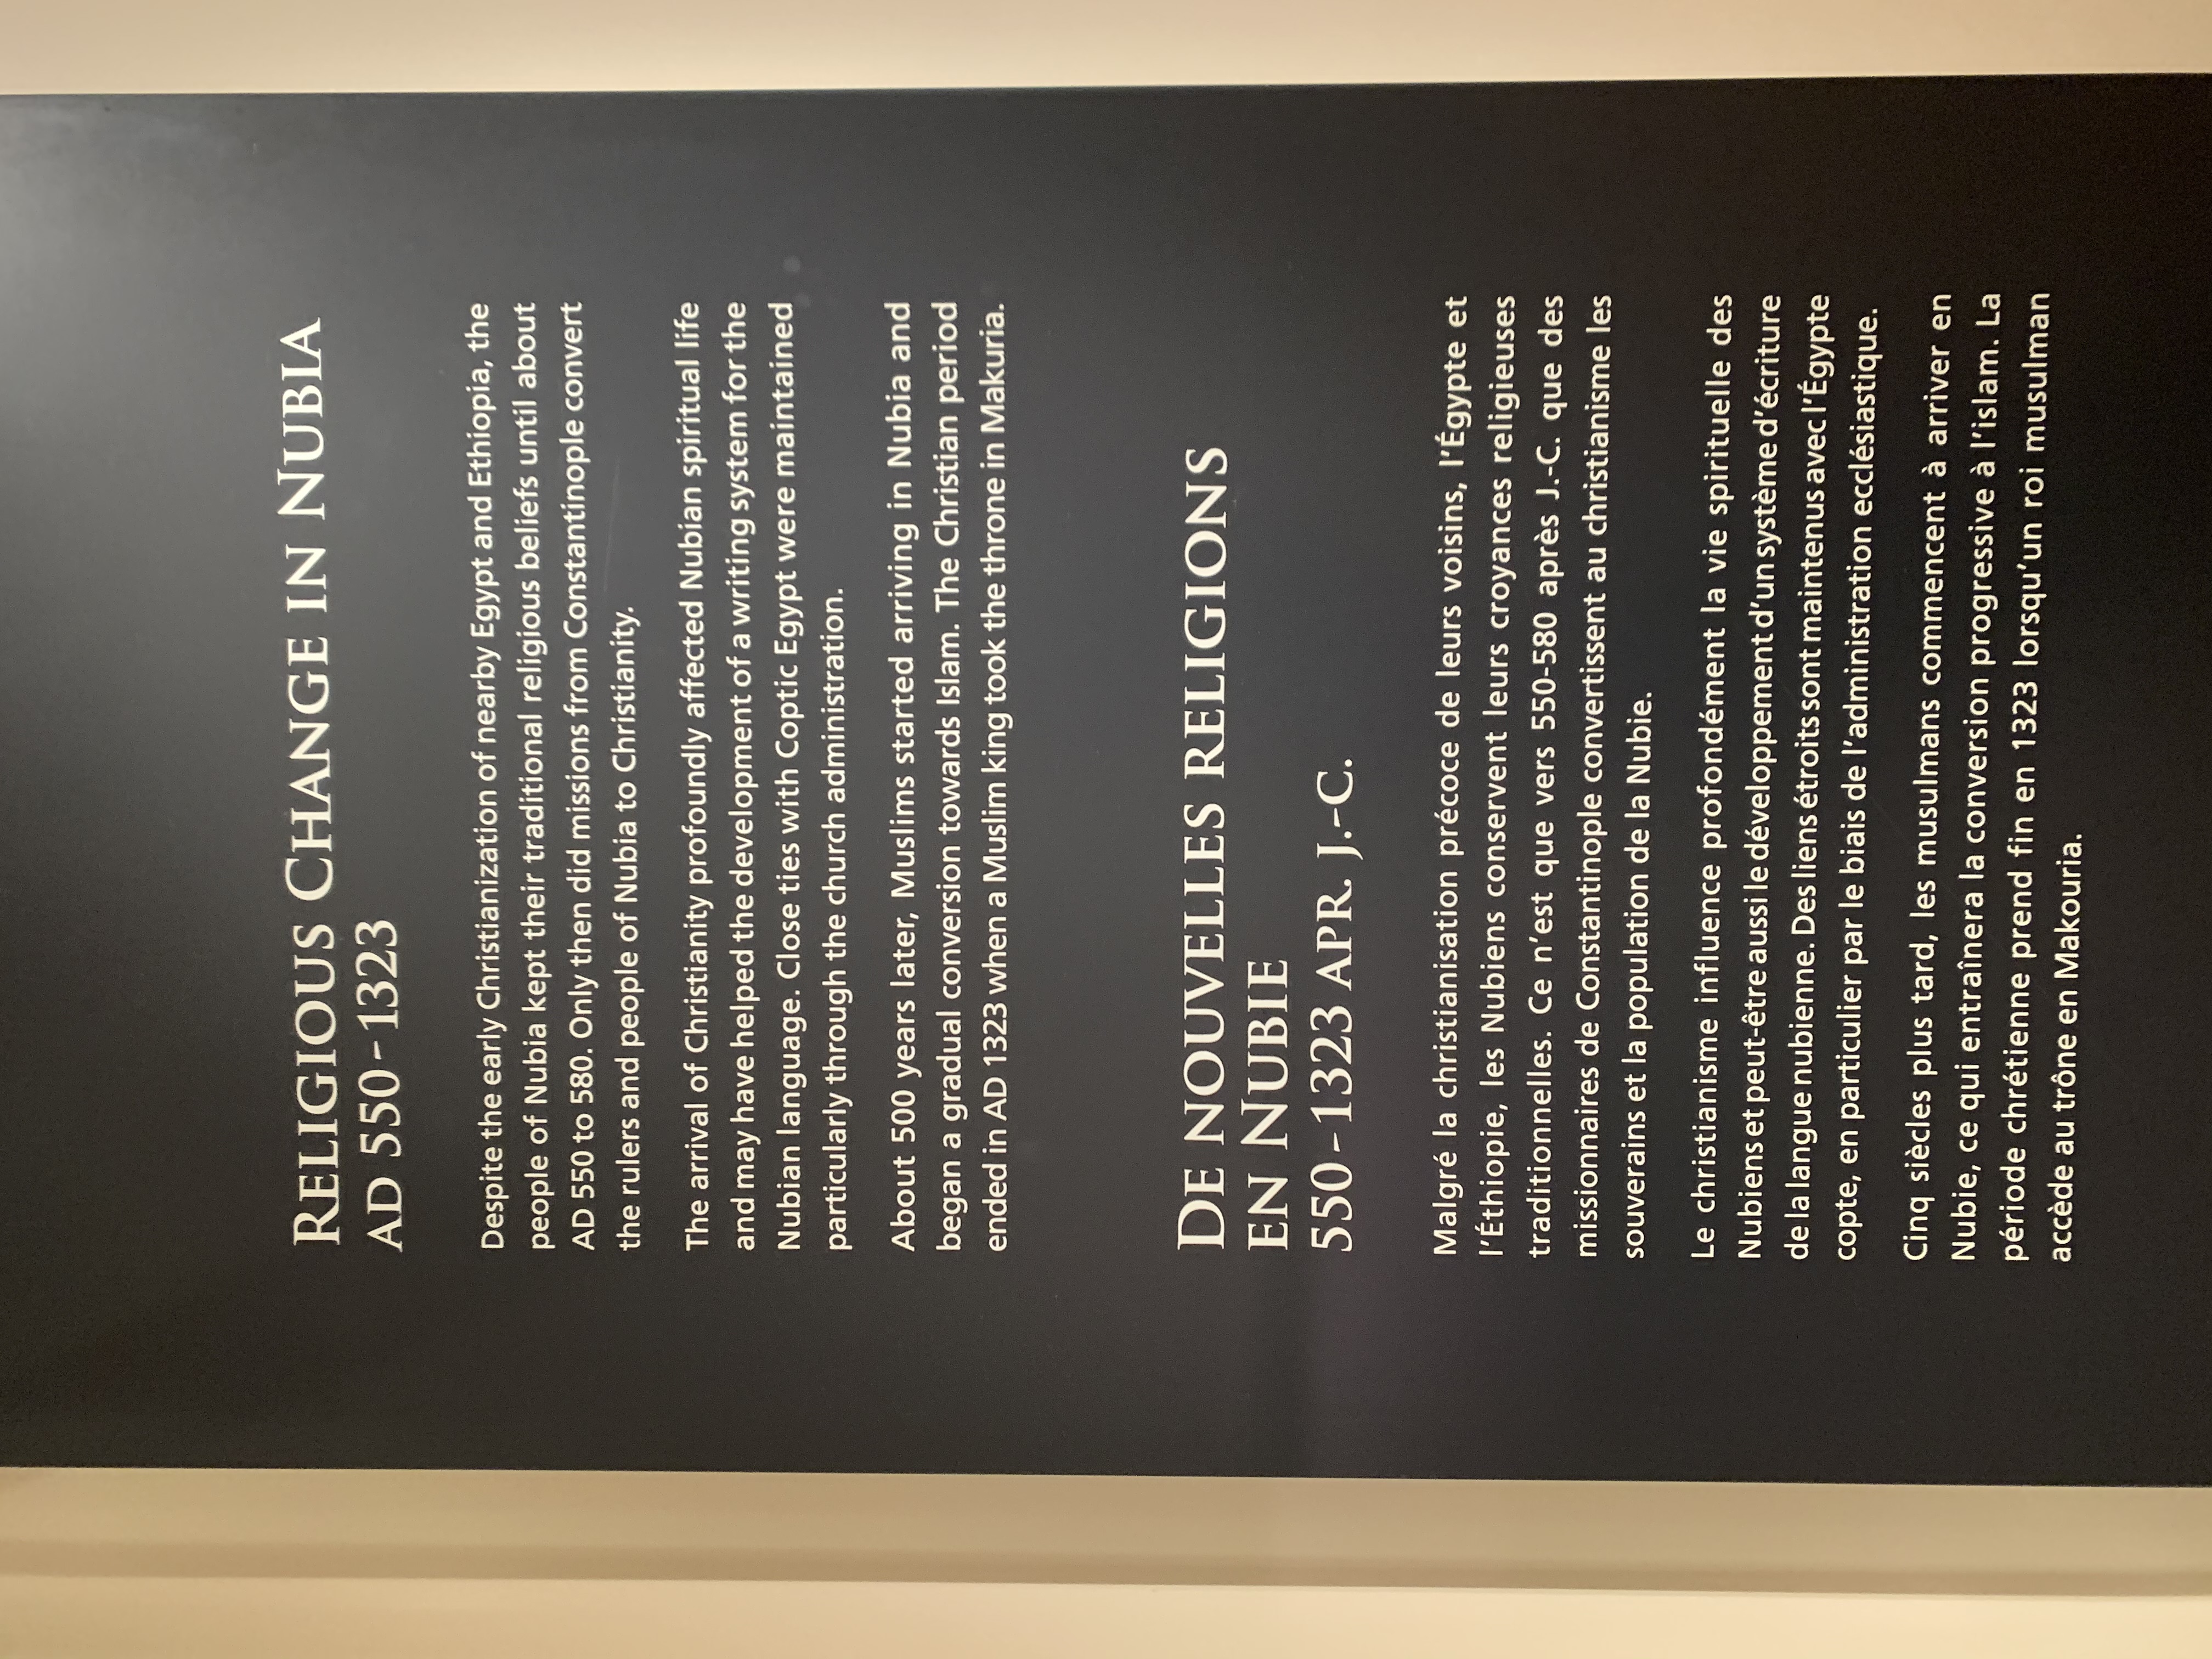 RELIGIOUS CHANGE IN NUBIA
AD 550-1323
Despite the early Christianization of nearby Egypt and Ethiopia, the
people of Nubia kept their traditional religious beliefs until about
AD 550 to 580. Only then did missions from Constantinople convert
the rulers and people of Nubia to Christianity.
The arrival of Christianity profoundly affected Nubian spiritual life
and may have helped the development of a writing system for the
Nubian language. Close ties with Coptic Egypt were maintained
particularly through the church administration.
About 500 years later, Muslims started arriving in Nubia and
began a gradual conversion towards Islam. The Christian period
ended in AD 1323 when a Muslim king took the throne in Makuria.
DE NOUVELLES RELIGIONS
EN NUBIE
550-1323 APR. J.-C.
Malgré la christianisation précoce de leurs voisins, l'Égypte et
l'Éthiopie, les Nubiens conservent leurs croyances religieuses
traditionnelles. Ce n'est que vers 550-580 après J.-C. que des
missionnaires de Constantinople convertissent au christianisme les
souverains et la population de la Nubie.
Le christianisme influence profondément la vie spirituelle des
Nubiens et peut-être aussi le développement d'un système d'écriture
de la langue nubienne. Des liens étroits sont maintenus avec l'Égypte
copte, en particulier par le biais de l'administration ecclésiastique.
Cinq siècles plus tard, les musulmans commencent à arriver en
Nubie, ce qui entraînera la conversion progressive à l'islam. La
période chrétienne prend fin en 1323 lorsqu'un roi musulman
accède au trône en Makouria.